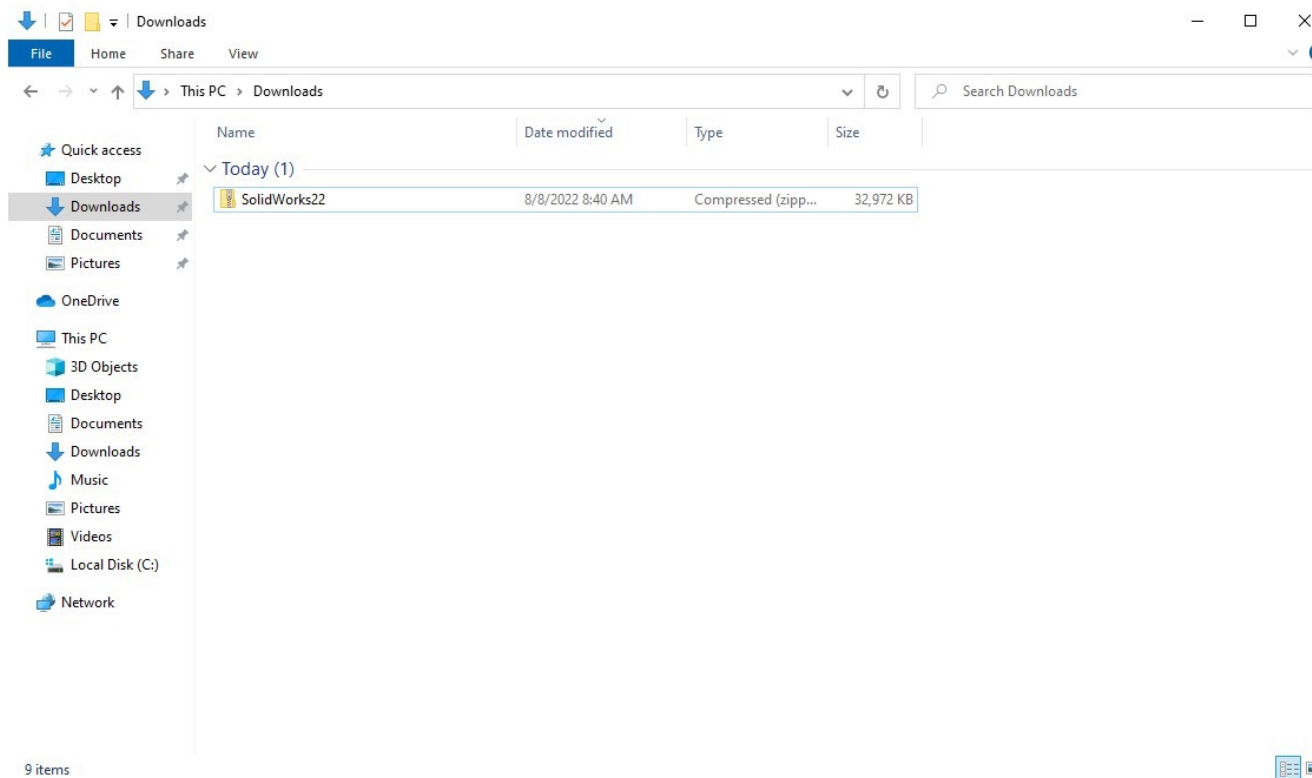 Downloads
File Home Share View
This PC > Downloads
Search Downloads
Name Date modified Type Size
Quick access
Desktop
Downloads
Documents
Pictures
OneDrive
This PC
3D Objects
Desktop
Documents
Downloads
Music
Pictures
Videos
Local Disk (C:)
Network
Today (1)
SolidWorks22 8/8/2022 8:40 AM Compressed (zipp... 32,972 KB
9 items